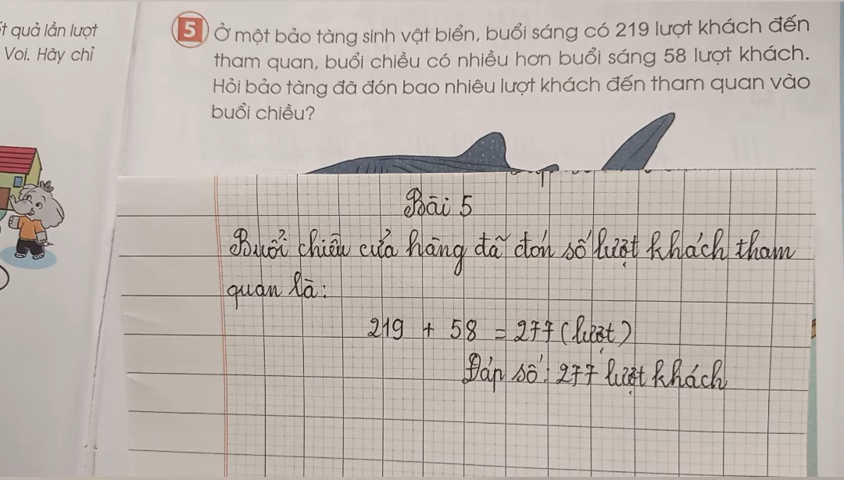 t quả lần lượt
Voi. Hãy chỉ
5 Ở một bảo tàng sinh vật biển, buổi sáng có 219 lượt khách đến
tham quan, buổi chiều có nhiều hơn buổi sáng 58 lượt khách.
Hỏi bảo tàng đã đón bao nhiêu lượt khách đến tham quan vào
buổi chiều?
Bài 5
Buổi chiều cửa hàng đã đón số lượt khách tham
quan là:
219 + 58 = 277 (lượt)
Đáp số: 277 lượt khách